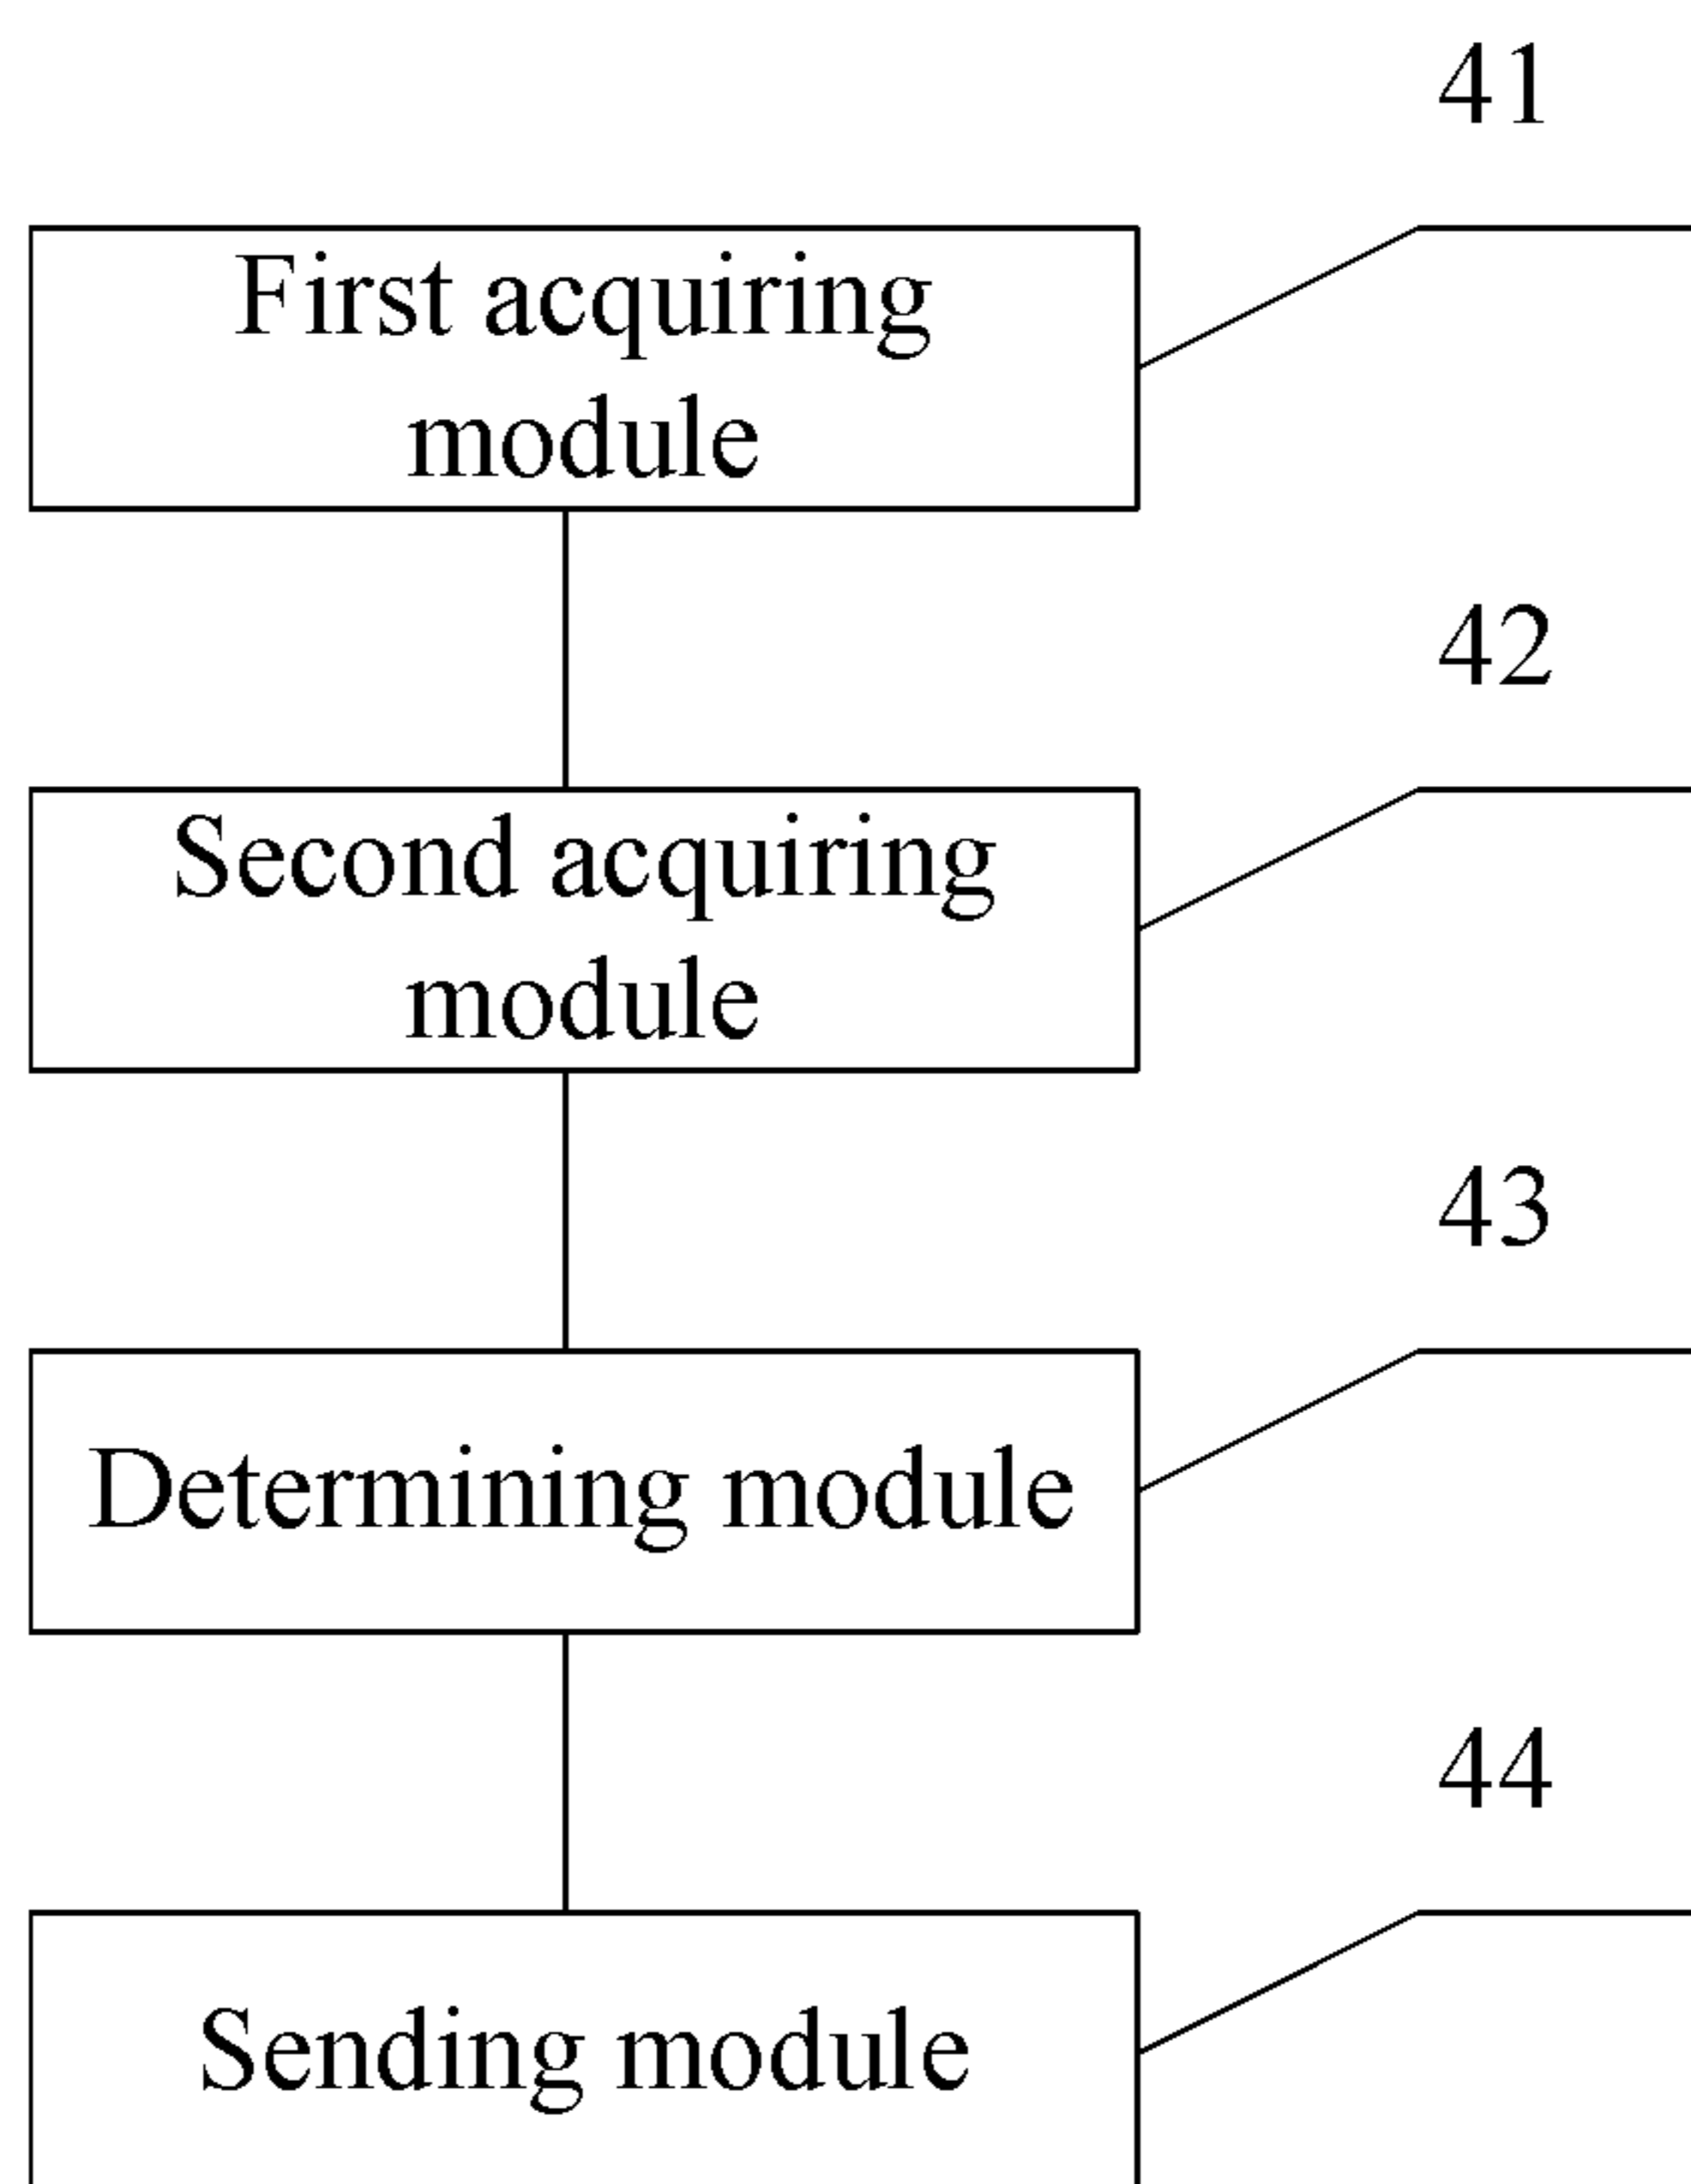 41
First acquiring
module
42
Second acquiring
module
43
Determining module
44
Sending module